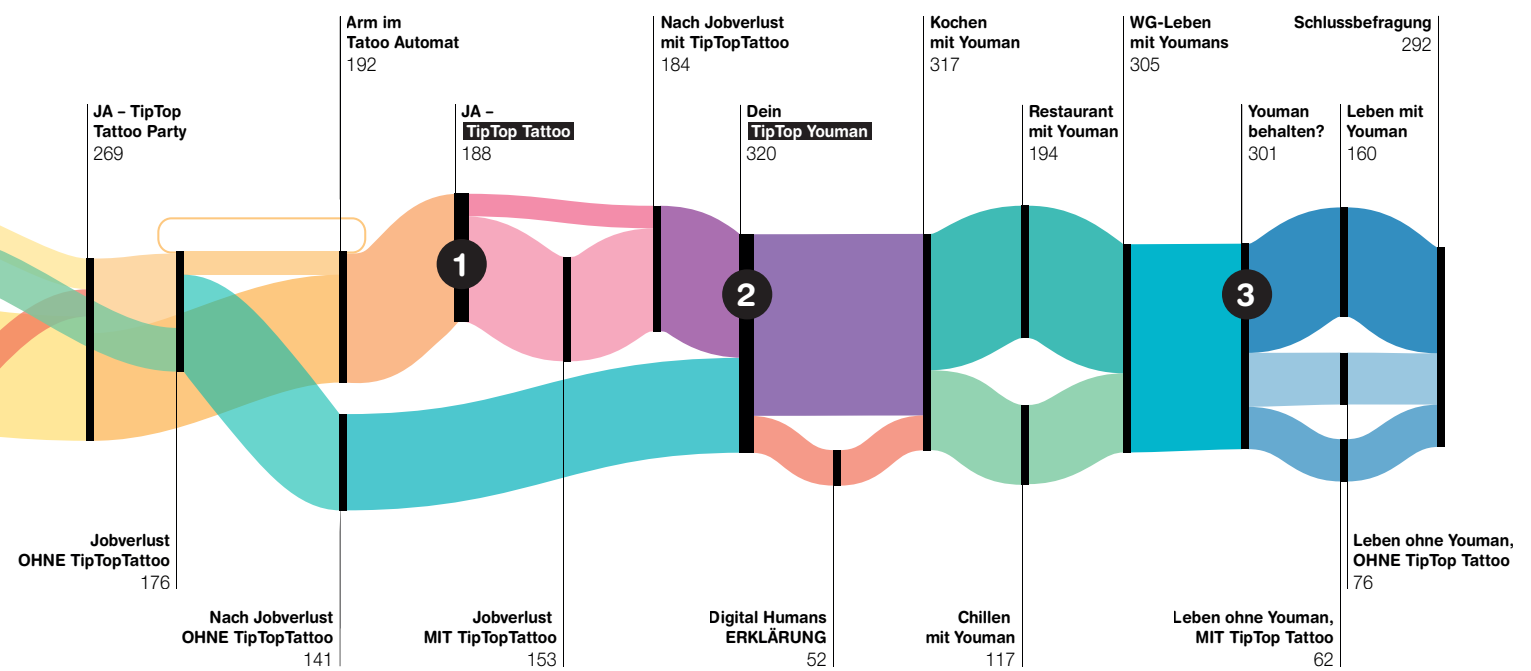 Arm im
Tatoo Automat
192
Nach Jobverlust
mit TipTopTattoo
184
Kochen
mit Youman
317
WG-Leben
mit Youmans
305
Schlussbefragung
292
JA – TipTop
Tattoo Party
269
JA –
TipTop Tattoo
188
Dein
TipTop Youman
320
Restaurant
mit Youman
194
Youman
behalten?
301
Leben mit
Youman
160
1
2
3
Jobverlust
OHNE TipTopTattoo
176
Leben ohne Youman,
OHNE TipTop Tattoo
76
Nach Jobverlust
OHNE TipTopTattoo
141
Jobverlust
MIT TipTopTattoo
153
Digital Humans
ERKLÄRUNG
52
Chillen
mit Youman
117
Leben ohne Youman,
MIT TipTop Tattoo
62